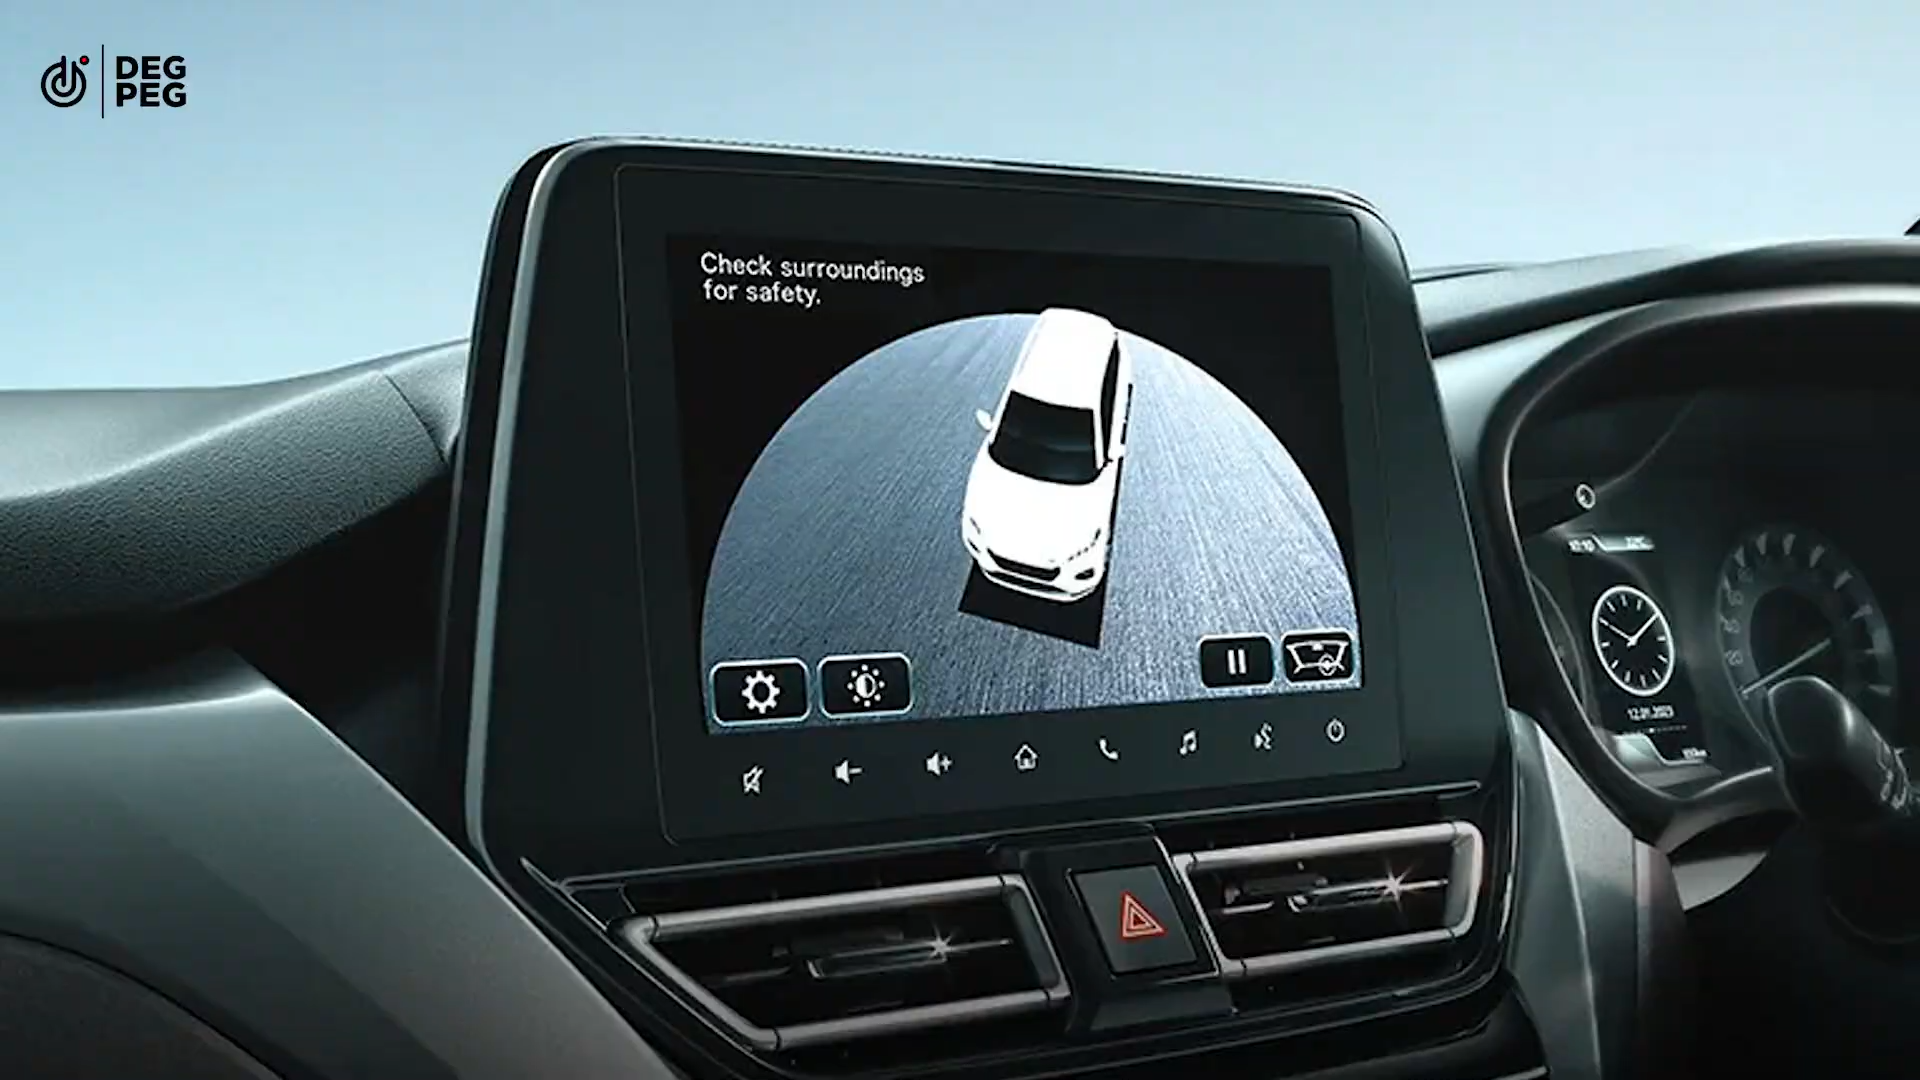 DEG
PEG
Check surroundings
for safety.
12.01.2023